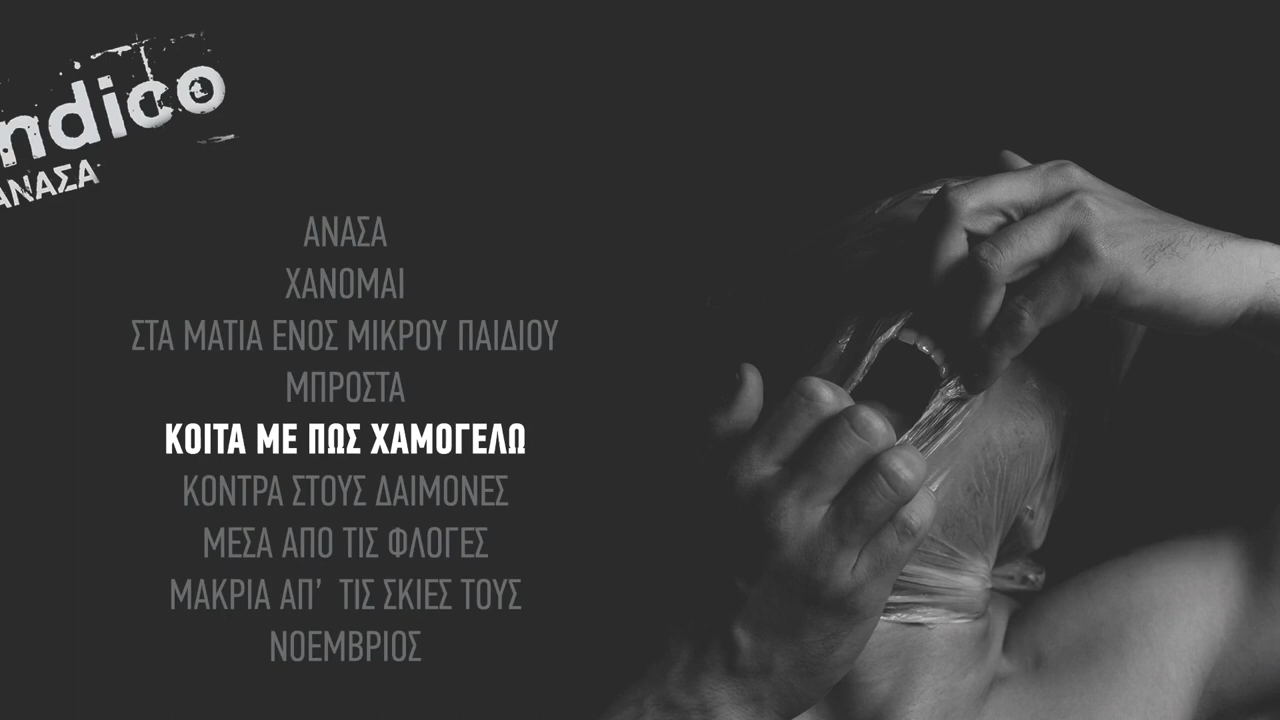 ndico
ΑΝΑΣΑ
ΑΝΑΣΑ
ΧΑΝΟΜΑΙ
ΣΤΑ ΜΑΤΙΑ ΕΝΟΣ ΜΙΚΡΟΥ ΠΑΙΔΙΟΥ
ΜΠΡΟΣΤΑ
ΚΟΙΤΑ ΜΕ ΠΩΣ ΧΑΜΟΓΕΛΩ
ΚΟΝΤΡΑ ΣΤΟΥΣ ΔΑΙΜΟΝΕΣ
ΜΕΣΑ ΑΠΟ ΤΙΣ ΦΛΟΓΕΣ
ΜΑΚΡΙΑ ΑΠ’ ΤΙΣ ΣΚΙΕΣ ΤΟΥΣ
ΝΟΕΜΒΡΙΟΣ